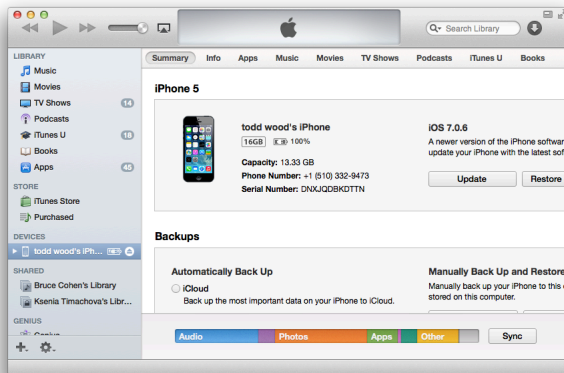 Search Library
LIBRARY
Music
Movies
TV Shows 14
Podcasts
iTunes U 18
Books
Apps 45
STORE
iTunes Store
Purchased
DEVICES
todd wood's iPh...
SHARED
Bruce Cohen's Library
Ksenia Timachova's Libr...
GENIUS
Genius
Summary Info Apps Music Movies TV Shows Podcasts iTunes U Books
iPhone 5
todd wood's iPhone
16GB 100%
Capacity: 13.33 GB
Phone Number: +1 (510) 332-9473
Serial Number: DNXJQDBKDTTN
iOS 7.0.6
A newer version of the iPhone softwar
update your iPhone with the latest sof
Update Restore
Backups
Automatically Back Up
iCloud
Back up the most important data on your iPhone to iCloud.
Manually Back Up and Restore
Manually back up your iPhone to this
stored on this computer.
Audio Photos Apps Other Sync